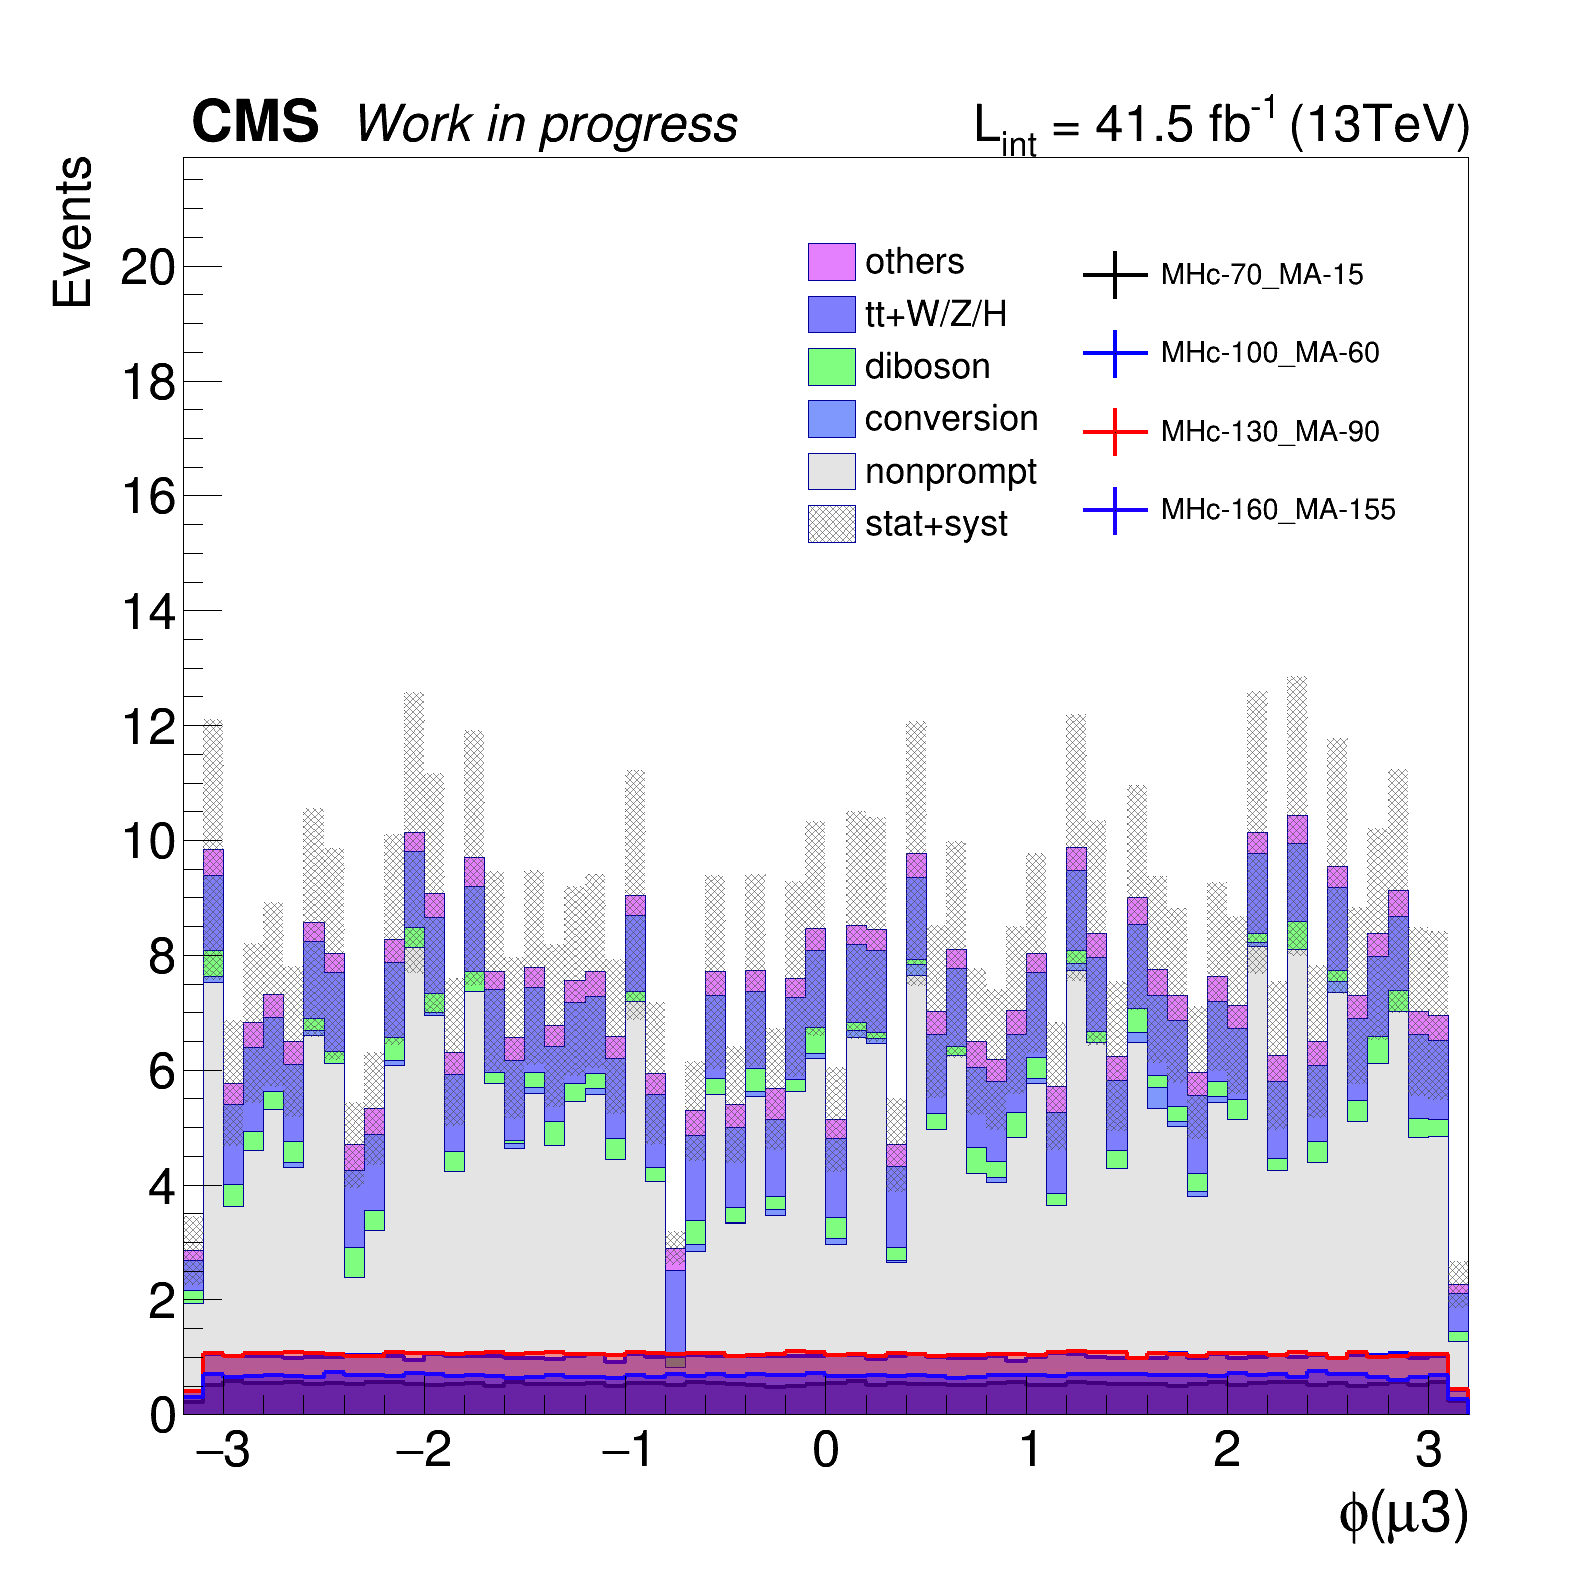 CMS Work in progress L_int = 41.5 fb^-1 (13TeV)
Events
20
18
16
14
12
10
8
6
4
2
0
others
tt+W/Z/H
diboson
conversion
nonprompt
stat+syst
MHc-70_MA-15
MHc-100_MA-60
MHc-130_MA-90
MHc-160_MA-155
−3 −2 −1 0 1 2 3
ϕ(μ3)